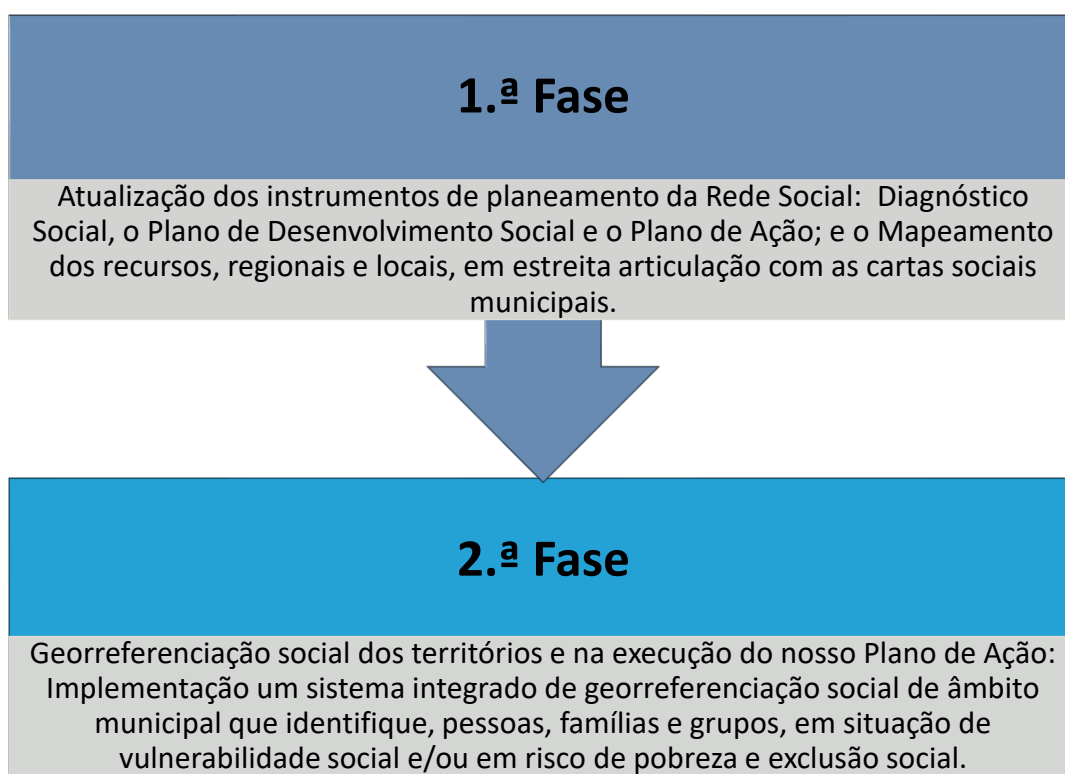 1.ª Fase
Atualização dos instrumentos de planeamento da Rede Social: Diagnóstico
Social, o Plano de Desenvolvimento Social e o Plano de Ação; e o Mapeamento
dos recursos, regionais e locais, em estreita articulação com as cartas sociais
municipais.
2.ª Fase
Georreferenciação social dos territórios e na execução do nosso Plano de Ação:
Implementação um sistema integrado de georreferenciação social de âmbito
municipal que identifique, pessoas, famílias e grupos, em situação de
vulnerabilidade social e/ou em risco de pobreza e exclusão social.